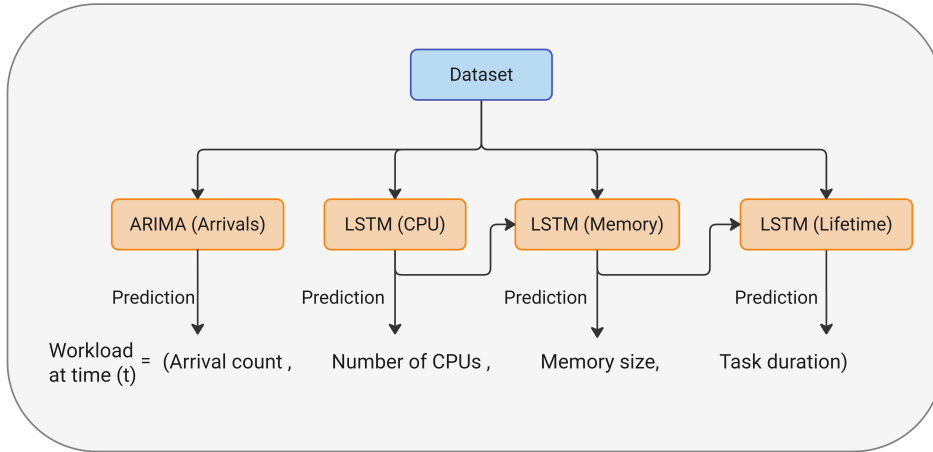 Dataset
ARIMA (Arrivals)
LSTM (CPU)
LSTM (Memory)
LSTM (Lifetime)
Prediction
Prediction
Prediction
Prediction
Workload
at time (t)
= (Arrival count ,
Number of CPUs ,
Memory size,
Task duration)